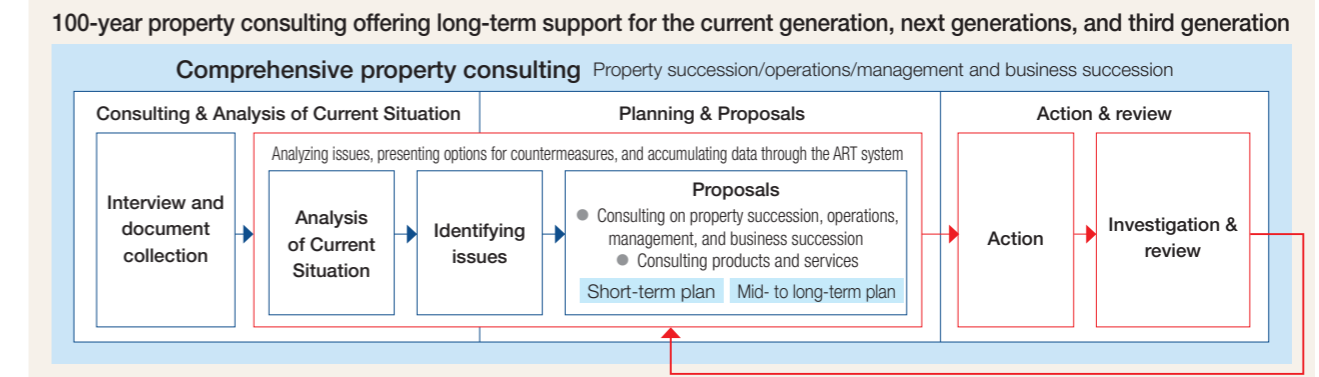 100-year property consulting offering long-term support for the current generation, next generations, and third generation
Comprehensive property consulting Property succession/operations/management and business succession
Consulting & Analysis of Current Situation
Planning & Proposals
Action & review
Analyzing issues, presenting options for countermeasures, and accumulating data through the ART system
Interview and
document
collection
Analysis
of Current
Situation
Identifying
issues
Proposals
● Consulting on property succession, operations,
management, and business succession
● Consulting products and services
Short-term plan
Mid- to long-term plan
Action
Investigation &
review